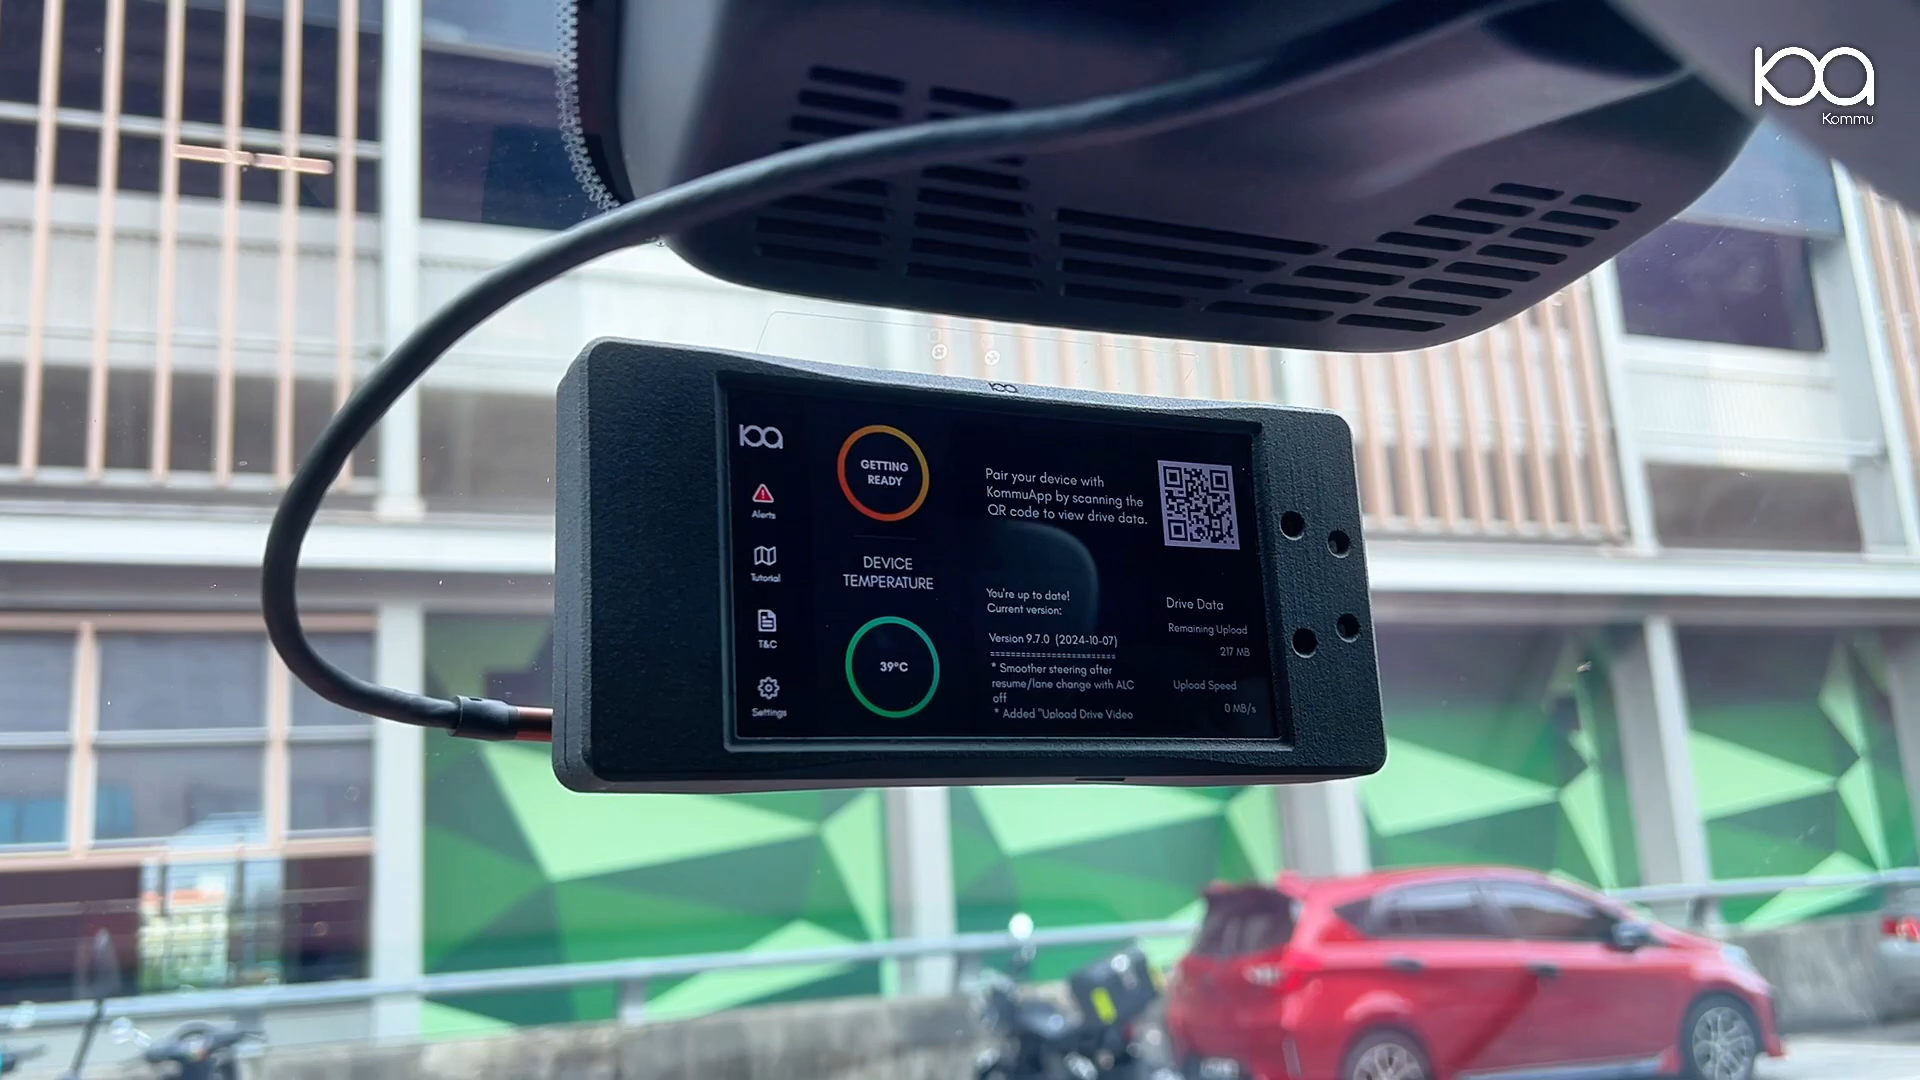 Kommu
Alerts
Tutorial
T&C
Settings
GETTING
READY
DEVICE
TEMPERATURE
39°C
Pair your device with
KommuApp by scanning the
QR code to view drive data.
You're up to date!
Current version:
Version 9.7.0 (2024-10-07)
==========================
* Smoother steering after
resume/lane change with ALC
off
* Added "Upload Drive Video
Drive Data
Remaining Upload
217 MB
Upload Speed
0 MB/s